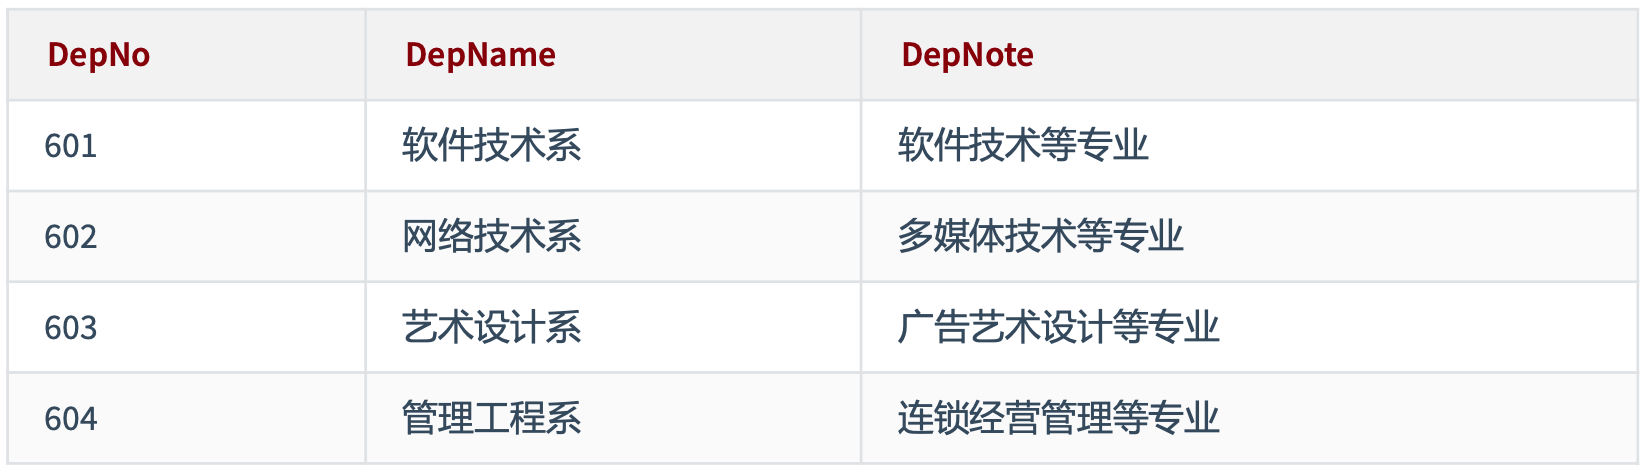 DepNo DepName DepNote
601 软件技术系 软件技术等专业
602 网络技术系 多媒体技术等专业
603 艺术设计系 广告艺术设计等专业
604 管理工程系 连锁经营管理等专业